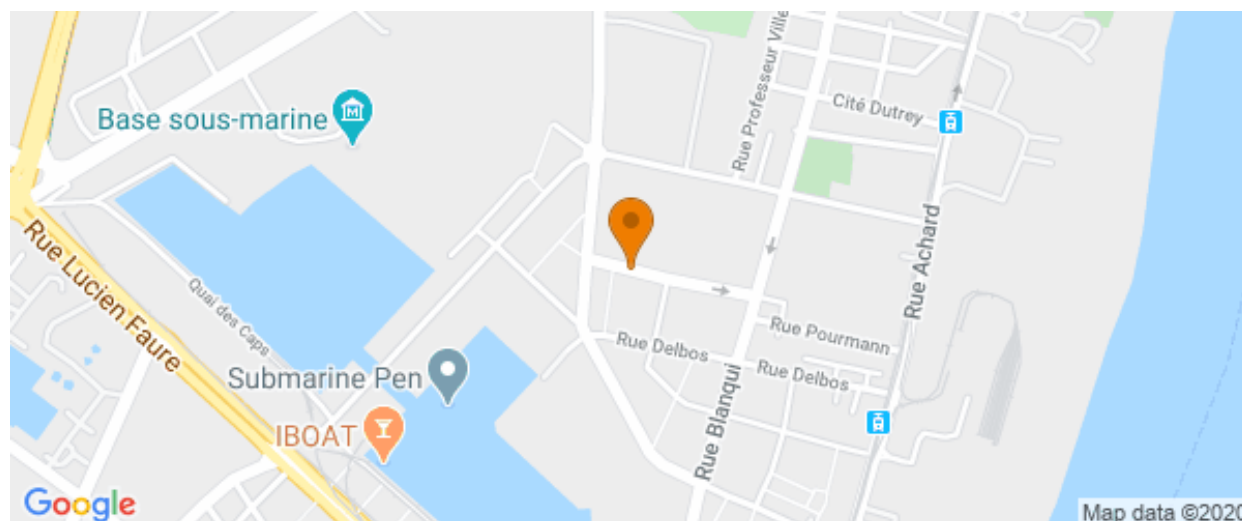 Rue Professeur Ville
Cité Dutrey
Base sous-marine
Rue Achard
Rue Lucien Faure
Quai des Caps
Rue Pourmann
Rue Delbos
Rue Delbos
Submarine Pen
Rue Blanqui
IBOAT
Google
Map data ©2020